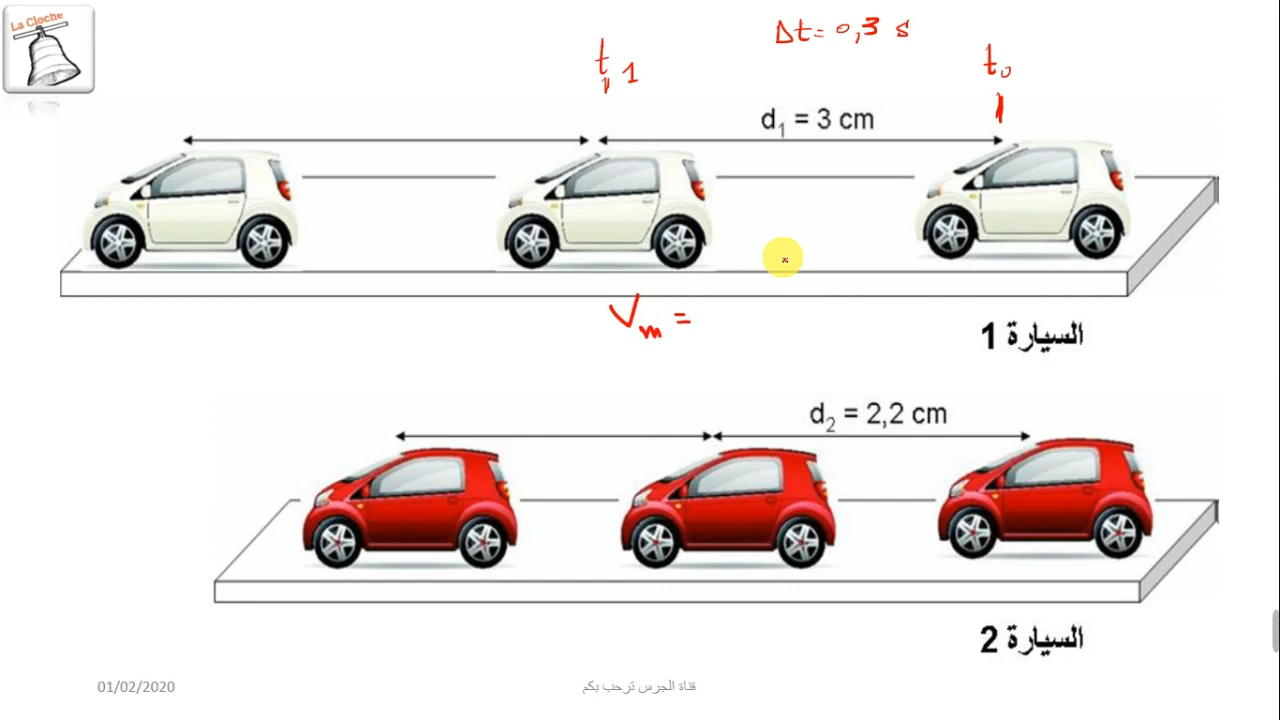 La Cloche
Δt = 0,3 s
t1
t0
d1 = 3 cm
Vm =
السيارة 1
d2 = 2,2 cm
السيارة 2
01/02/2020
قناة الجرس ترحب بكم